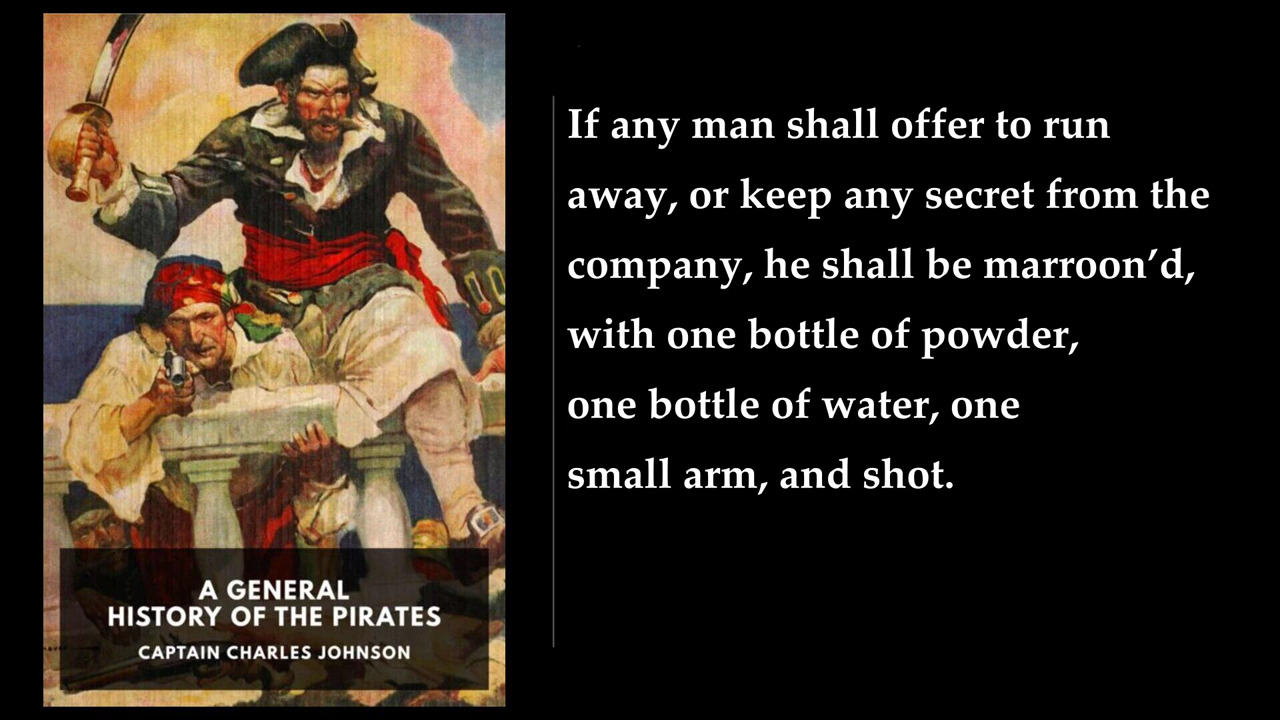 A GENERAL
HISTORY OF THE PIRATES
CAPTAIN CHARLES JOHNSON
If any man shall offer to run
away, or keep any secret from the
company, he shall be marroon’d,
with one bottle of powder,
one bottle of water, one
small arm, and shot.